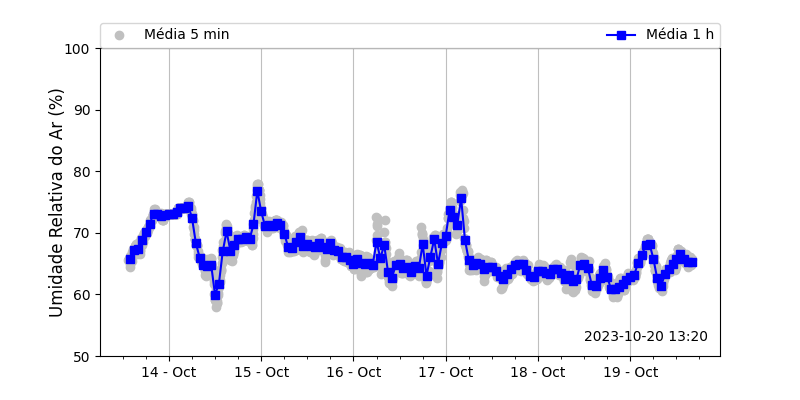 Média 5 min
Média 1 h
Umidade Relativa do Ar (%)
100
90
80
70
60
50
2023-10-20 13:20
14 - Oct
15 - Oct
16 - Oct
17 - Oct
18 - Oct
19 - Oct